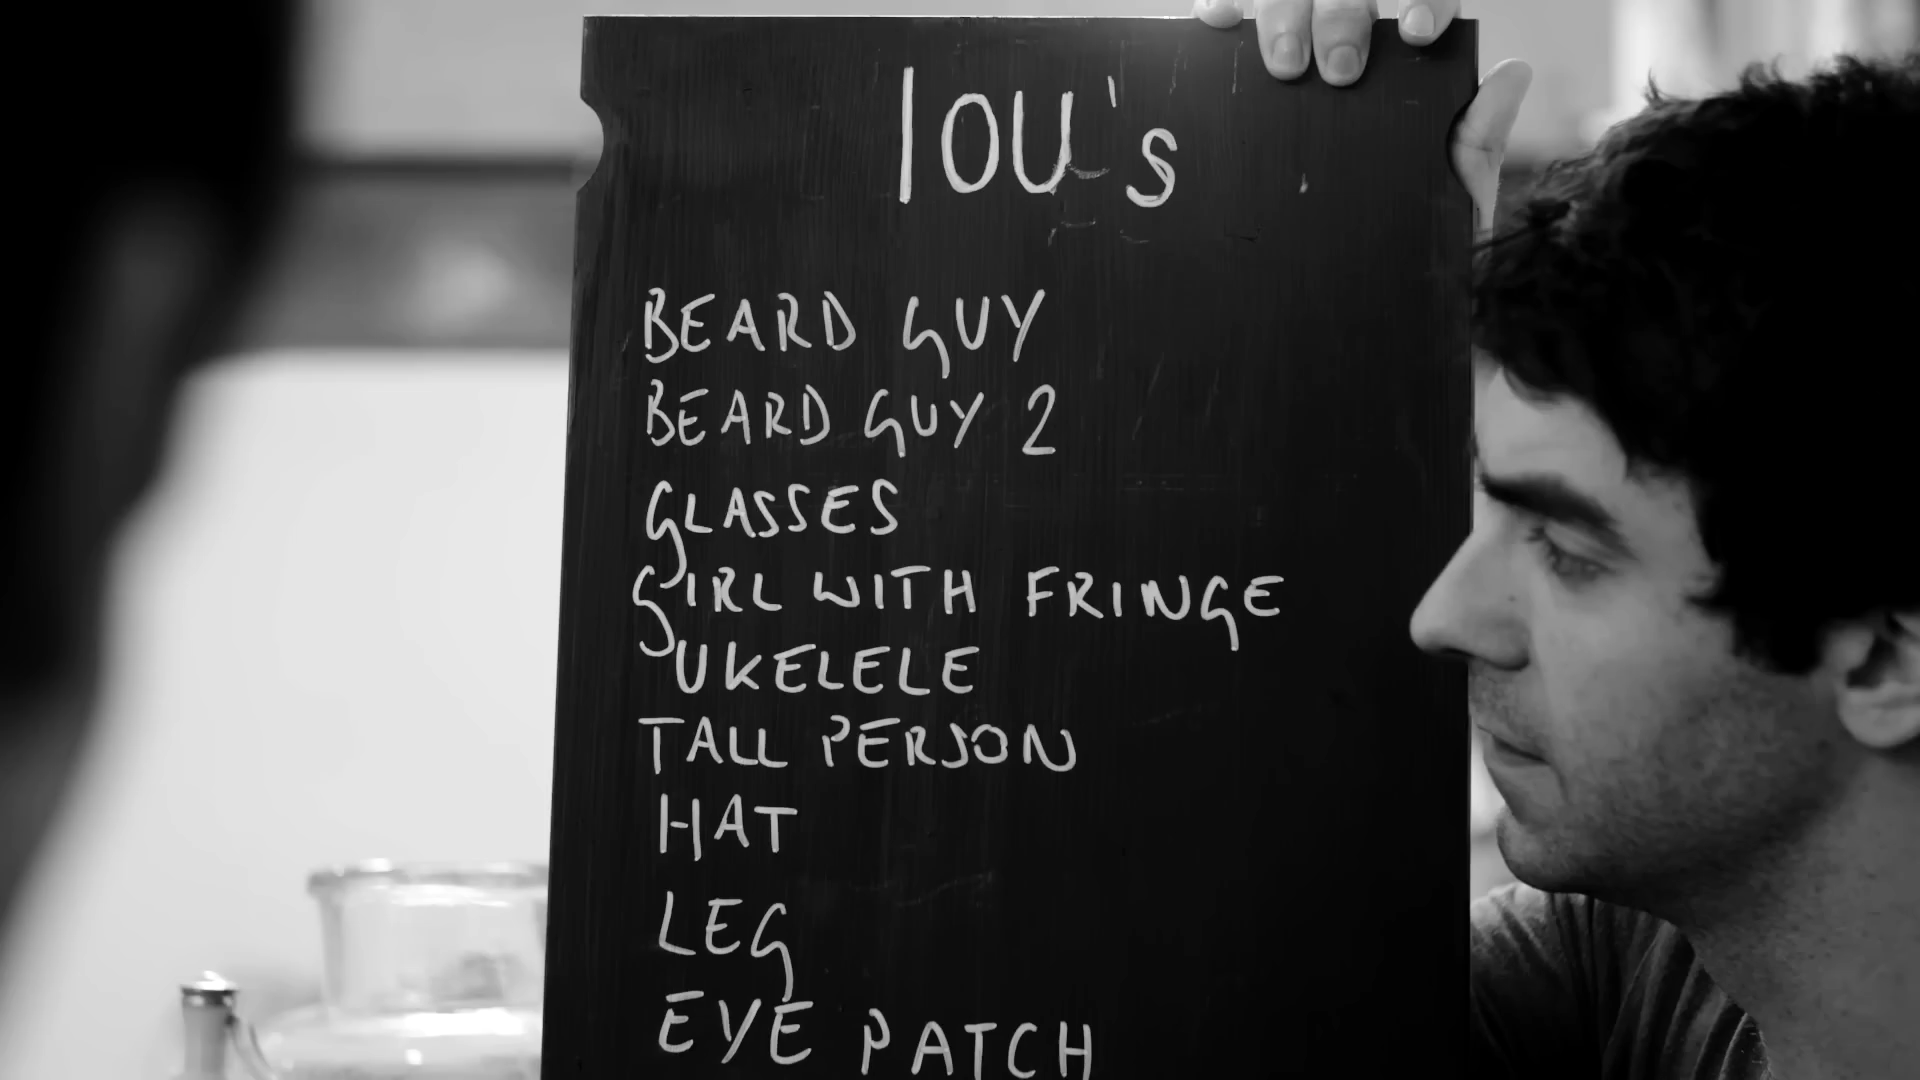 IOU's
BEARD GUY
BEARD GUY 2
GLASSES
GIRL WITH FRINGE
UKELELE
TALL PERSON
HAT
LEG
EYE PATCH